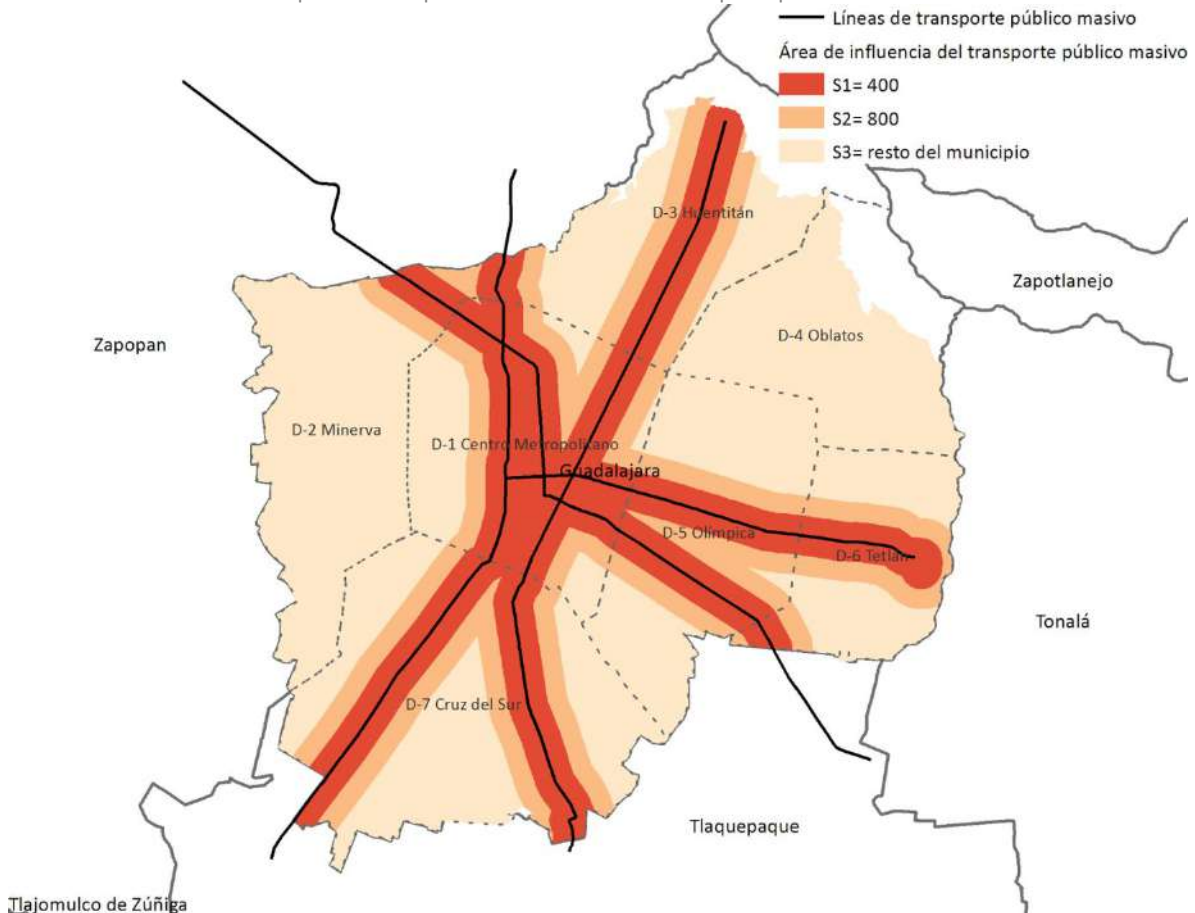 Líneas de transporte público masivo
Área de influencia del transporte público masivo
S1= 400
S2= 800
S3= resto del municipio
D-3 Huentitán
Zapotlanejo
Zapopan
D-4 Oblatos
D-2 Minerva
D-1 Centro Metropolitano
Guadalajara
D-5 Olímpica
D-6 Tetlán
Tonalá
D-7 Cruz del Sur
Tlaquepaque
Tlajomulco de Zúñiga